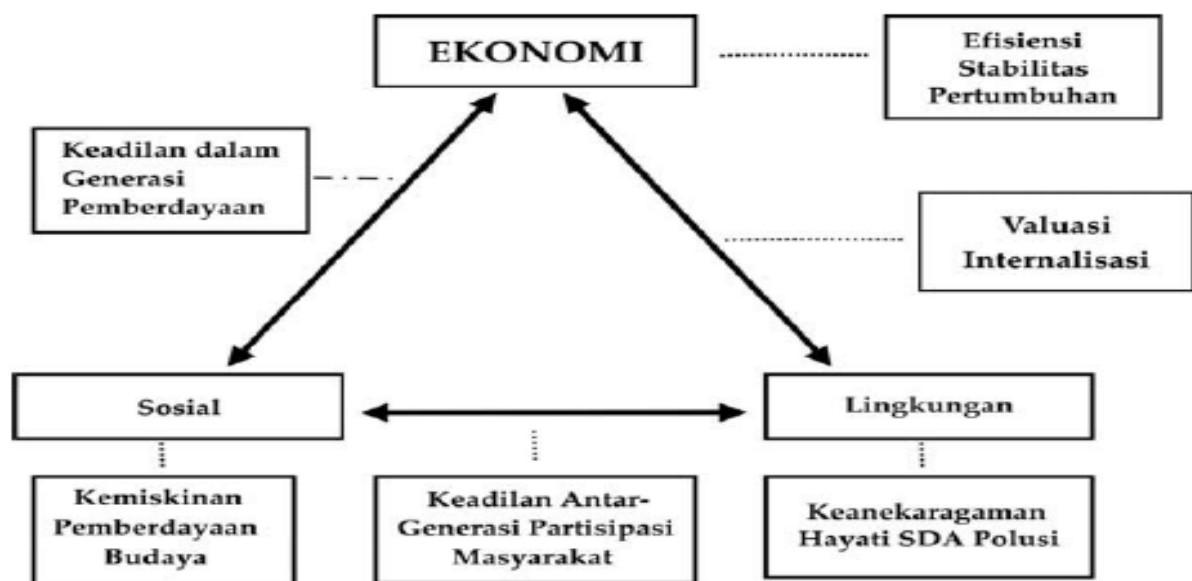 EKONOMI
Efisiensi
Stabilitas
Pertumbuhan
Keadilan dalam
Generasi
Pemberdayaan
Valuasi
Internalisasi
Sosial
Lingkungan
Kemiskinan
Pemberdayaan
Budaya
Keadilan Antar-
Generasi Partisipasi
Masyarakat
Keanekaragaman
Hayati SDA Polusi